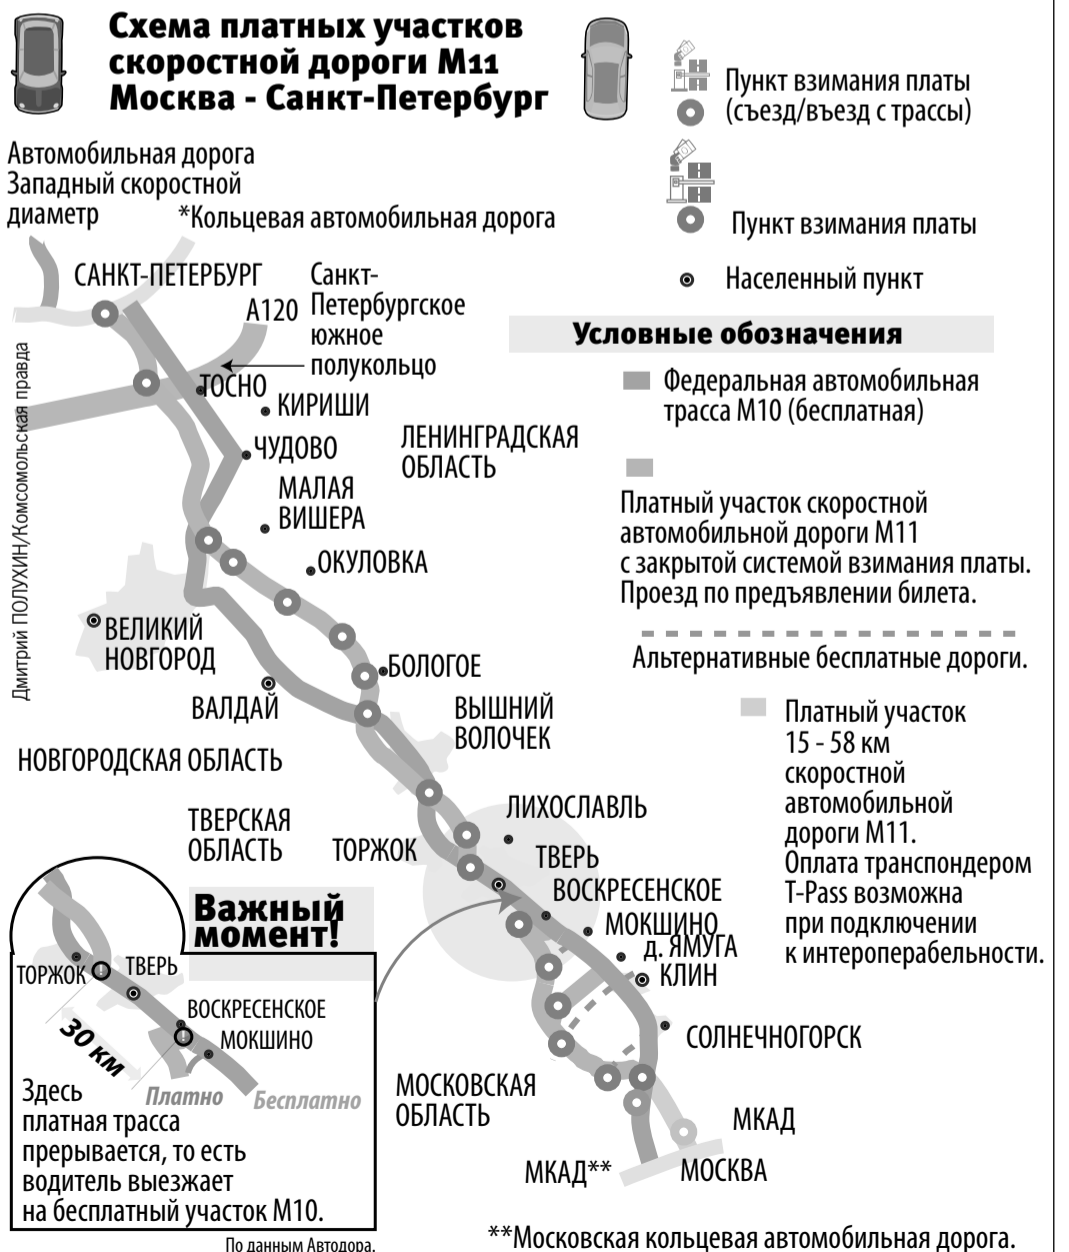 Схема платных участков
скоростной дороги М11
Москва - Санкт-Петербург
Пункт взимания платы
(съезд/въезд с трассы)
Пункт взимания платы
Населенный пункт
Автомобильная дорога
Западный скоростной
диаметр
*Кольцевая автомобильная дорога
САНКТ-ПЕТЕРБУРГ
А120
Санкт-
Петербургское
южное
полукольцо
Условные обозначения
Федеральная автомобильная
трасса М10 (бесплатная)
Платный участок скоростной
автомобильной дороги М11
с закрытой системой взимания платы.
Проезд по предъявлении билета.
Альтернативные бесплатные дороги.
Платный участок
15 - 58 км
скоростной
автомобильной
дороги М11.
Оплата транспондером
T-Pass возможна
при подключении
к интероперабельности.
Дмитрий ПОЛУХИН/Комсомольская правда
ТОСНО
КИРИШИ
ЧУДОВО
ЛЕНИНГРАДСКАЯ
ОБЛАСТЬ
МАЛАЯ
ВИШЕРА
ОКУЛОВКА
ВЕЛИКИЙ
НОВГОРОД
БОЛОГОЕ
ВАЛДАЙ
ВЫШНИЙ
ВОЛОЧЕК
НОВГОРОДСКАЯ ОБЛАСТЬ
ТВЕРСКАЯ
ОБЛАСТЬ
ТОРЖОК
ЛИХОСЛАВЛЬ
ТВЕРЬ
ВОСКРЕСЕНСКОЕ
МОКШИНО
д. ЯМУГА
КЛИН
СОЛНЕЧНОГОРСК
МОСКОВСКАЯ
ОБЛАСТЬ
МКАД
МКАД**
МОСКВА
Важный
момент!
ТОРЖОК
ТВЕРЬ
ВОСКРЕСЕНСКОЕ
МОКШИНО
30 км
Платно
Бесплатно
Здесь
платная трасса
прерывается, то есть
водитель выезжает
на бесплатный участок М10.
По данным Автодора.
**Московская кольцевая автомобильная дорога.